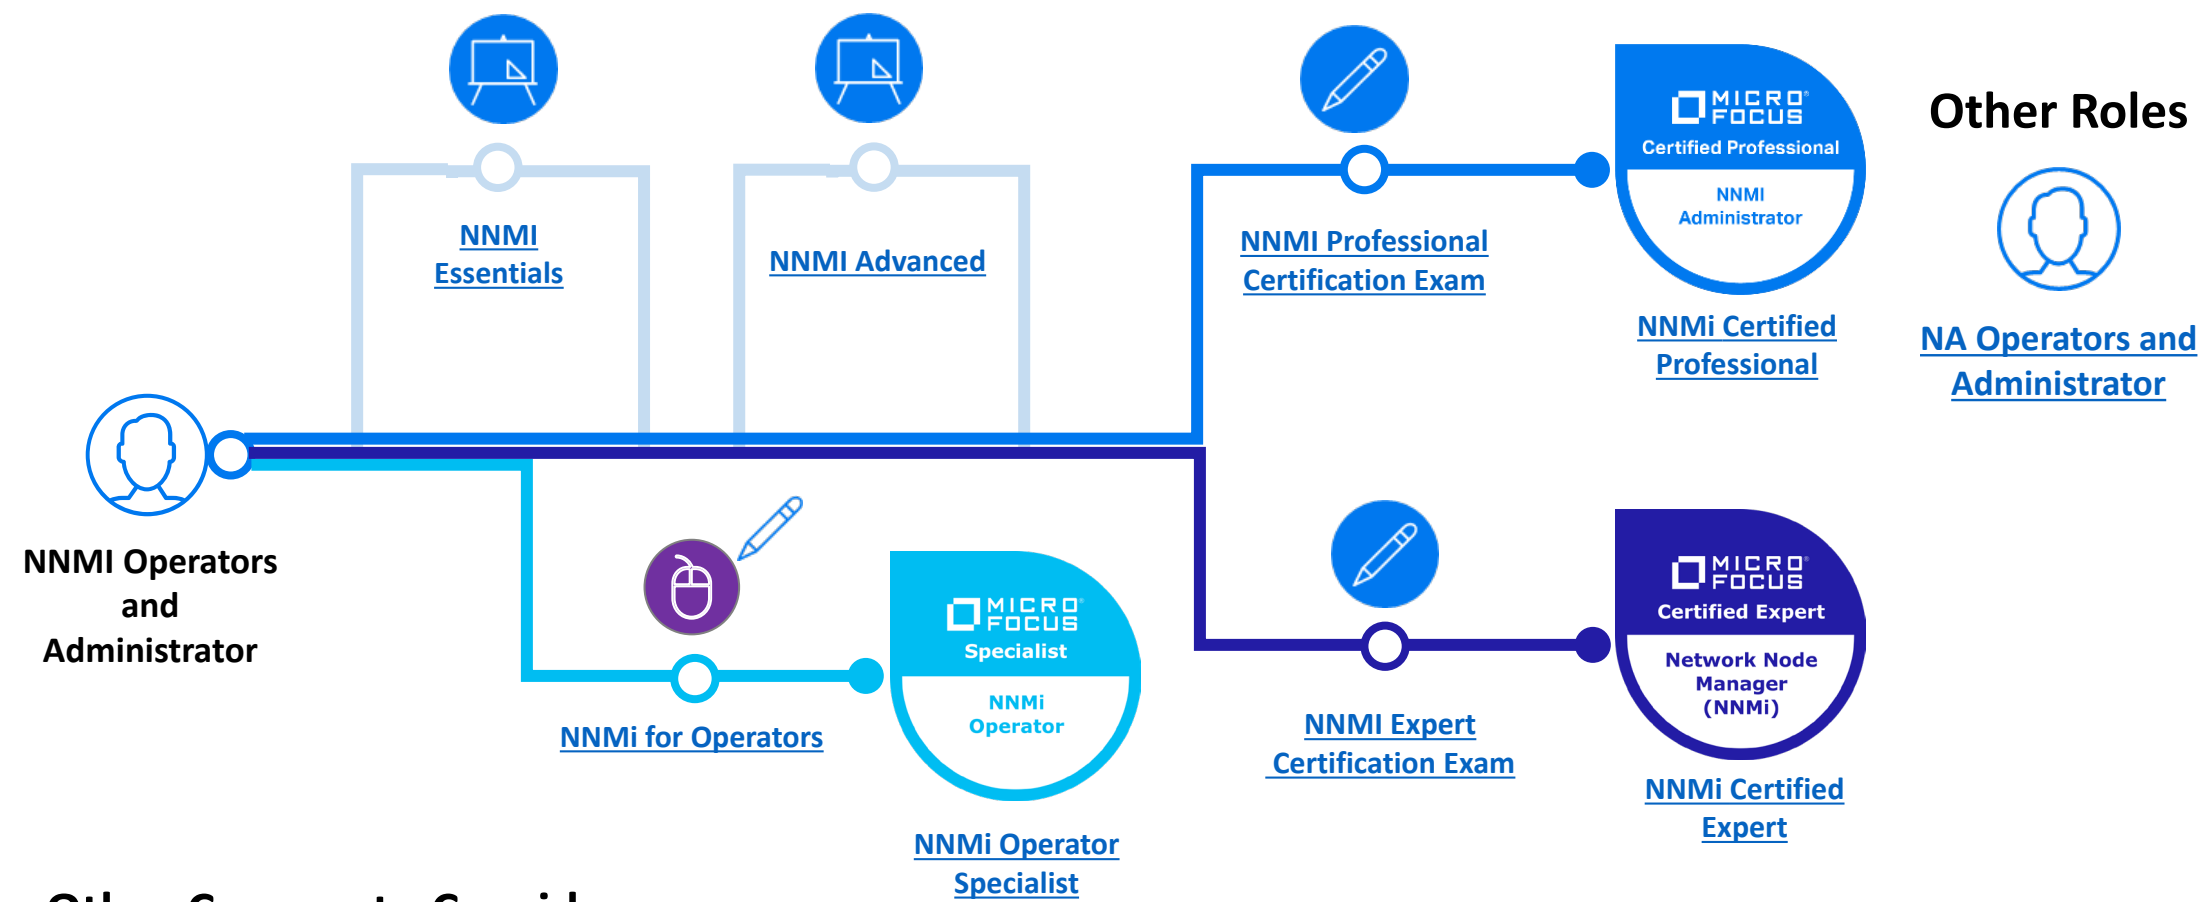 NNMI
Essentials
NNMI Advanced
NNMI Professional
Certification Exam
MICRO
FOCUS
Certified Professional
NNMI
Administrator
NNMi Certified
Professional
Other Roles
NA Operators and
Administrator
NNMI Operators
and
Administrator
NNMi for Operators
MICRO
FOCUS
Specialist
NNMi
Operator
NNMi Operator
Specialist
NNMI Expert
Certification Exam
MICRO
FOCUS
Certified Expert
Network Node
Manager
(NNMi)
NNMi Certified
Expert